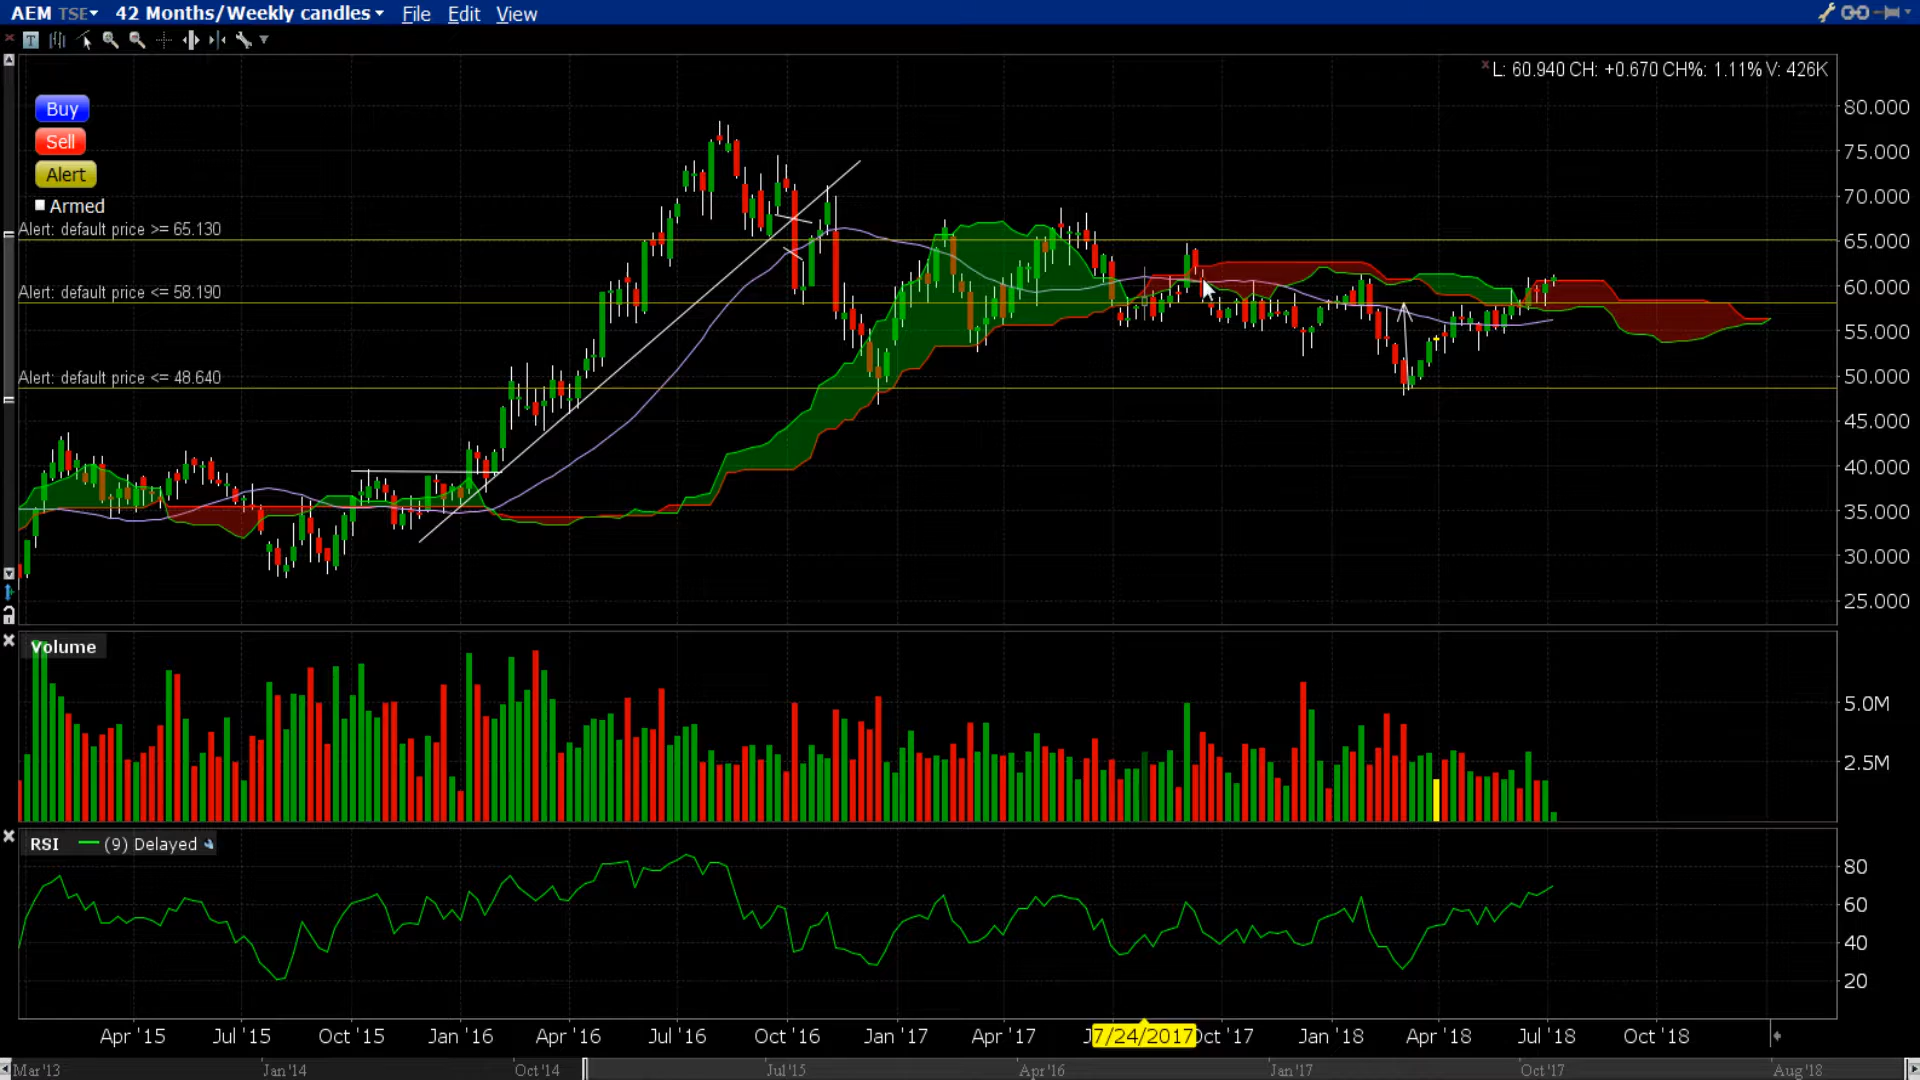 AEM TSE 42 Months/Weekly candles File Edit View
T
L: 60.940 CH: +0.670 CH%: 1.11% V: 426K
Buy
Sell
Alert
Armed
Alert: default price >= 65.130
Alert: default price <= 58.190
Alert: default price <= 48.640
80.000
75.000
70.000
65.000
60.000
55.000
50.000
45.000
40.000
35.000
30.000
25.000
Volume
5.0M
2.5M
RSI (9) Delayed
80
60
40
20
Apr '15 Jul '15 Oct '15 Jan '16 Apr '16 Jul '16 Oct '16 Jan '17 Apr '17 7/24/2017 Oct '17 Jan '18 Apr '18 Jul '18 Oct '18
Mar'13 Jan'14 Oct'14 Jul'15 Apr'16 Jan'17 Oct'17 Aug'18